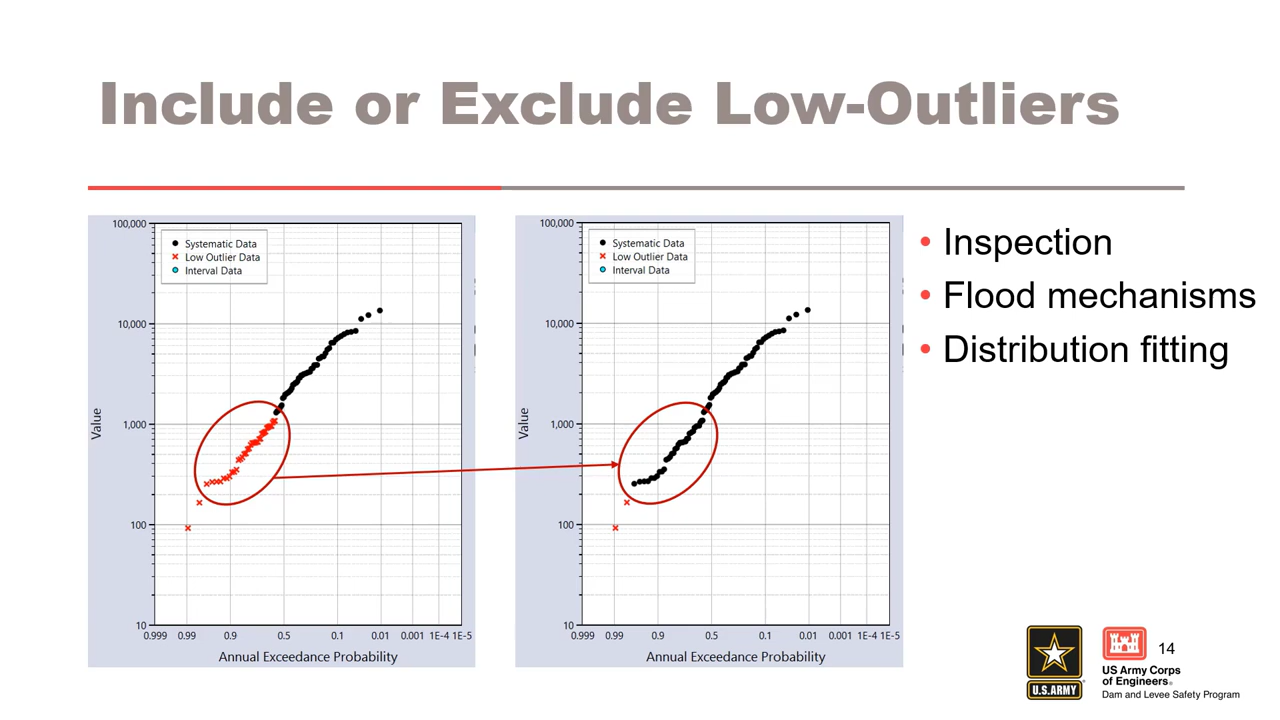 Include or Exclude Low-Outliers
100,000
10,000
1,000
100
10
Value
Systematic Data
Low Outlier Data
Interval Data
0.999 0.99 0.9 0.5 0.1 0.01 0.001 1E-4 1E-5
Annual Exceedance Probability
100,000
10,000
1,000
100
10
Value
Systematic Data
Low Outlier Data
Interval Data
0.999 0.99 0.9 0.5 0.1 0.01 0.001 1E-4 1E-5
Annual Exceedance Probability
• Inspection
• Flood mechanisms
• Distribution fitting
U.S.ARMY
14
US Army Corps
of Engineers®
Dam and Levee Safety Program